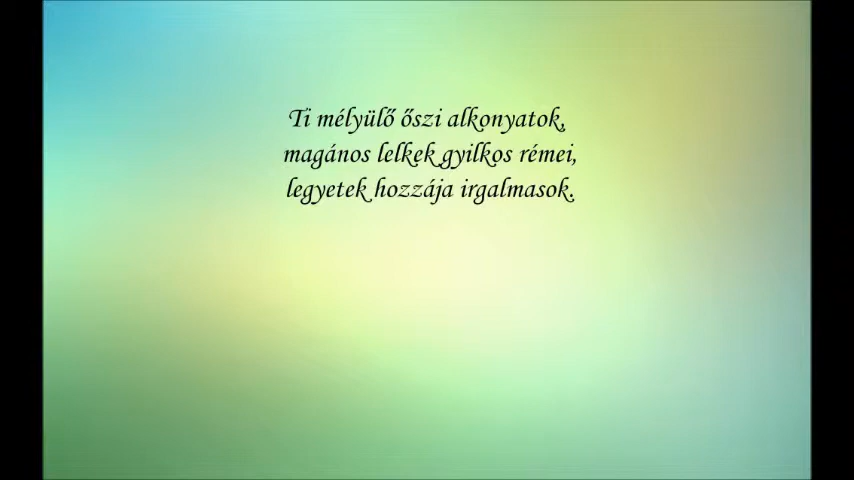 Ti mélyülő őszi alkonyatok,
magános lelkek gyilkos rémei,
legyetek hozzája irgalmasok.